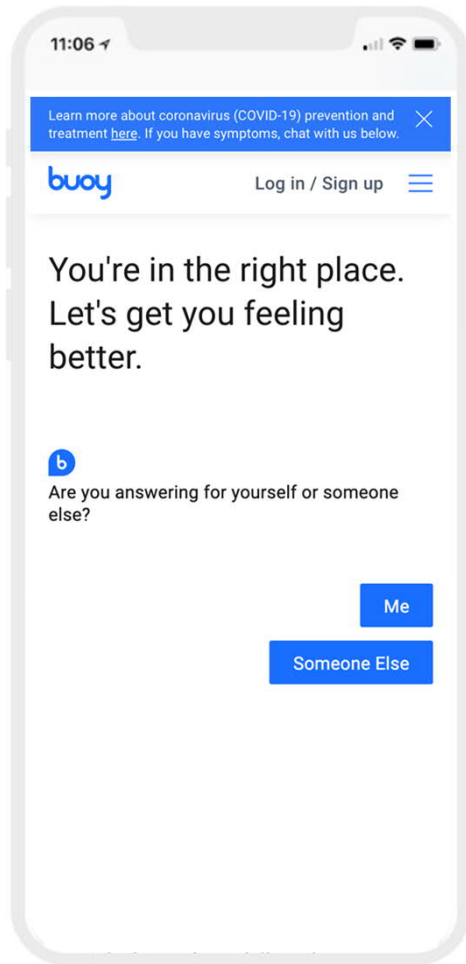 11:06
Learn more about coronavirus (COVID-19) prevention and
treatment here. If you have symptoms, chat with us below.
buoy
Log in / Sign up
You're in the right place.
Let's get you feeling
better.
b
Are you answering for yourself or someone
else?
Me
Someone Else